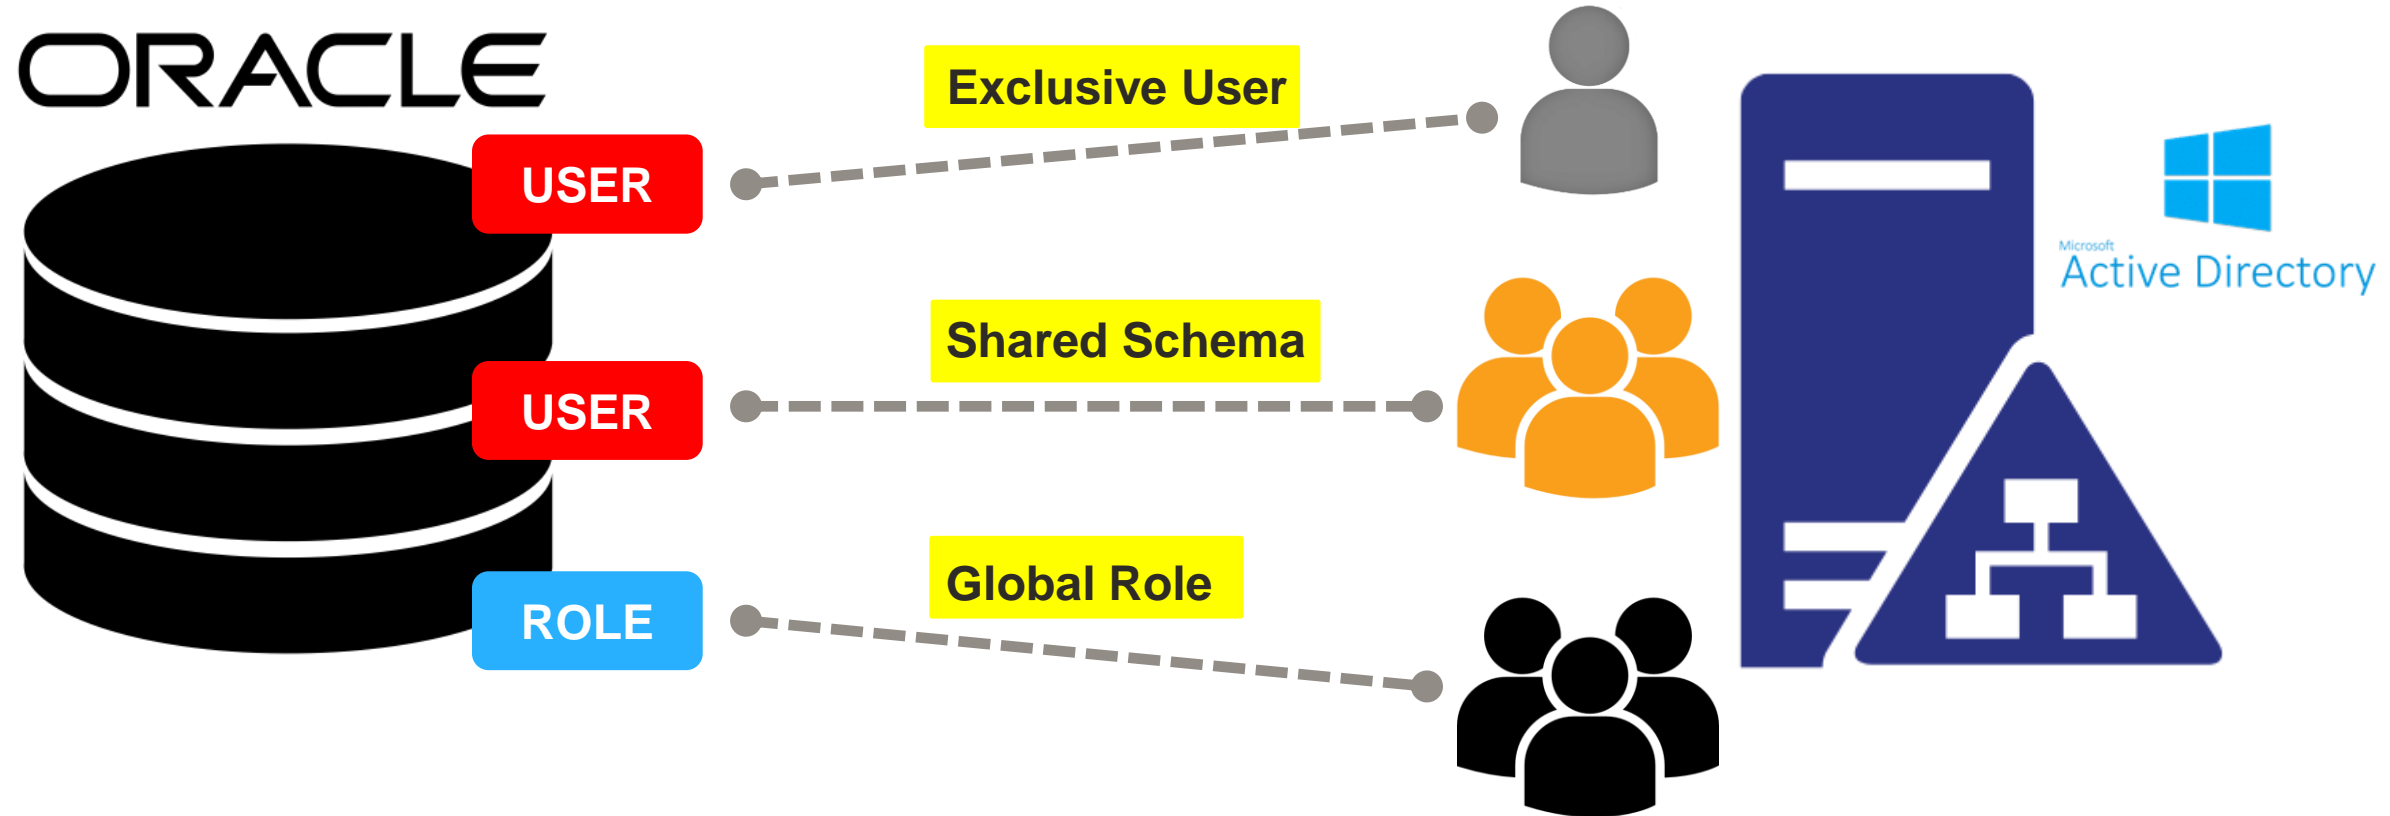 ORACLE
USER
Exclusive User
USER
Shared Schema
ROLE
Global Role
Microsoft
Active Directory